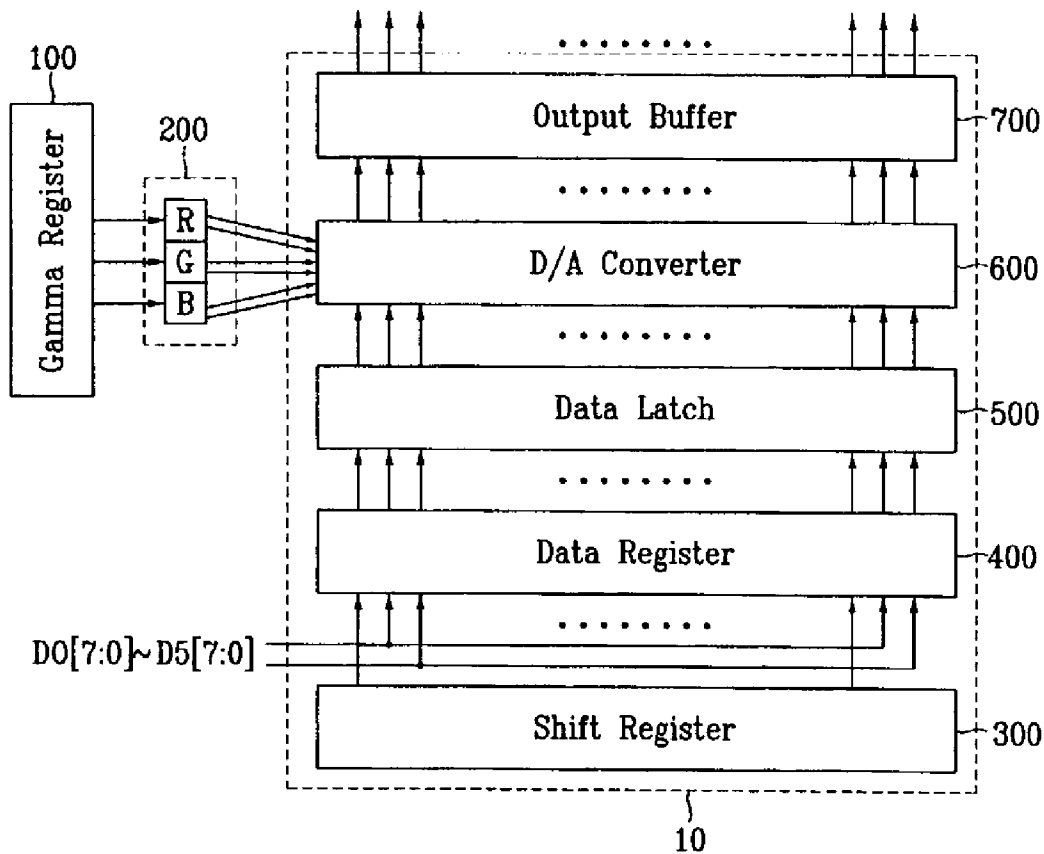 100
Gamma Register
200
R
G
B
Output Buffer
700
D/A Converter
600
Data Latch
500
Data Register
400
D0[7:0]~D5[7:0]
Shift Register
300
10